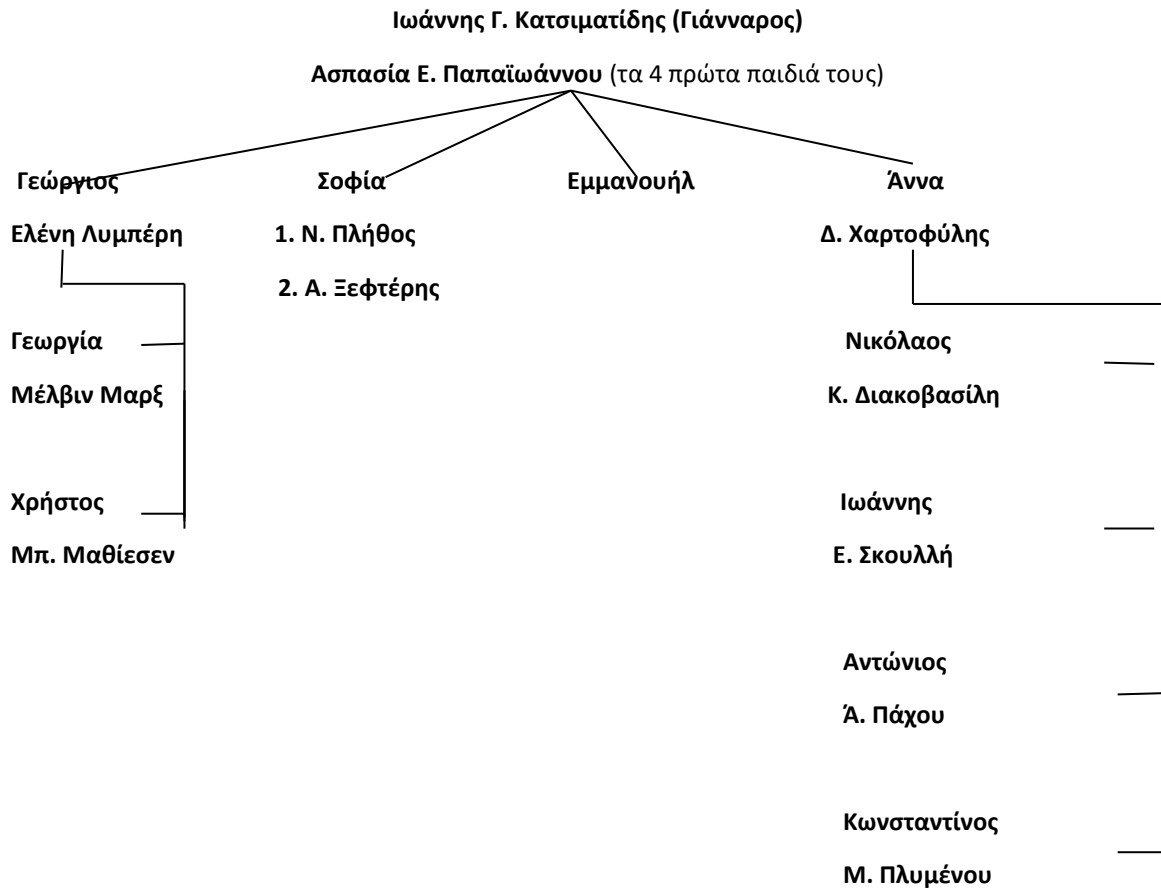 Ιωάννης Γ. Κατσιματίδης (Γιάνναρος)
Ασπασία Ε. Παπαϊωάννου (τα 4 πρώτα παιδιά τους)
Γεώργιος Σοφία Εμμανουήλ Άννα
Ελένη Λυμπέρη 1. Ν. Πλήθος Δ. Χαρτοφύλης
2. Α. Ξεφτέρης
Γεωργία Νικόλαος
Μέλβιν Μαρξ Κ. Διακοβασίλη
Χρήστος Ιωάννης
Μπ. Μαθίεσεν Ε. Σκουλλή
Αντώνιος
Ά. Πάχου
Κωνσταντίνος
Μ. Πλυμένου